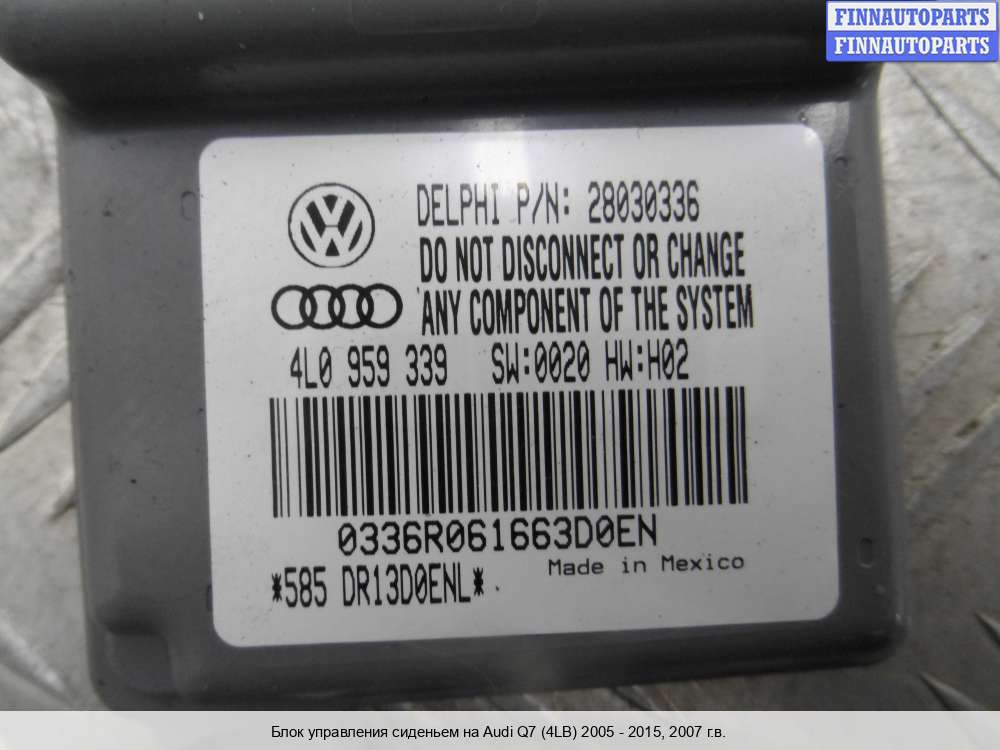 FINNAUTOPARTS
FINNAUTOPARTS
DELPHI P/N: 28030336
DO NOT DISCONNECT OR CHANGE
ANY COMPONENT OF THE SYSTEM
4L0 959 339 SW:0020 HW:H02
0336R061663D0EN
Made in Mexico
*585 DR13D0ENL*
Блок управления сиденьем на Audi Q7 (4LB) 2005 - 2015, 2007 г.в.